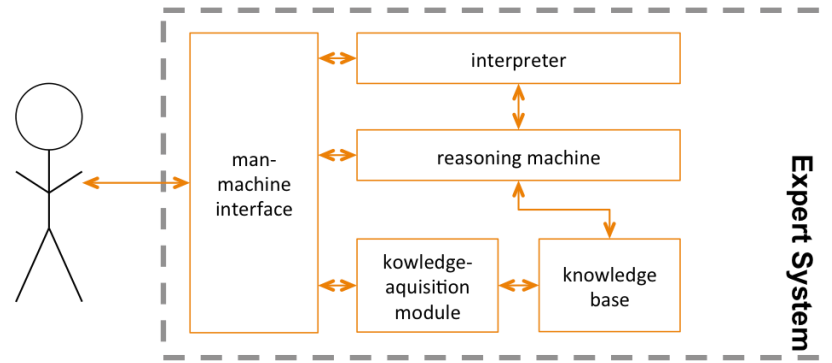 interpreter
man-
machine
interface
reasoning machine
kowledge-
aquisition
module
knowledge
base
Expert System